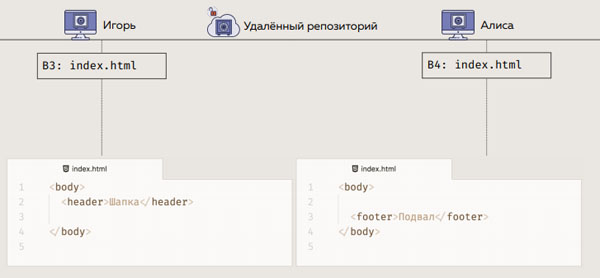 Игорь
Удалённый репозиторий
Алиса
B3: index.html
B4: index.html
index.html
1 <body>
2 <header>Шапка</header>
3
4 </body>
5
index.html
1 <body>
2
3 <footer>Подвал</footer>
4 </body>
5